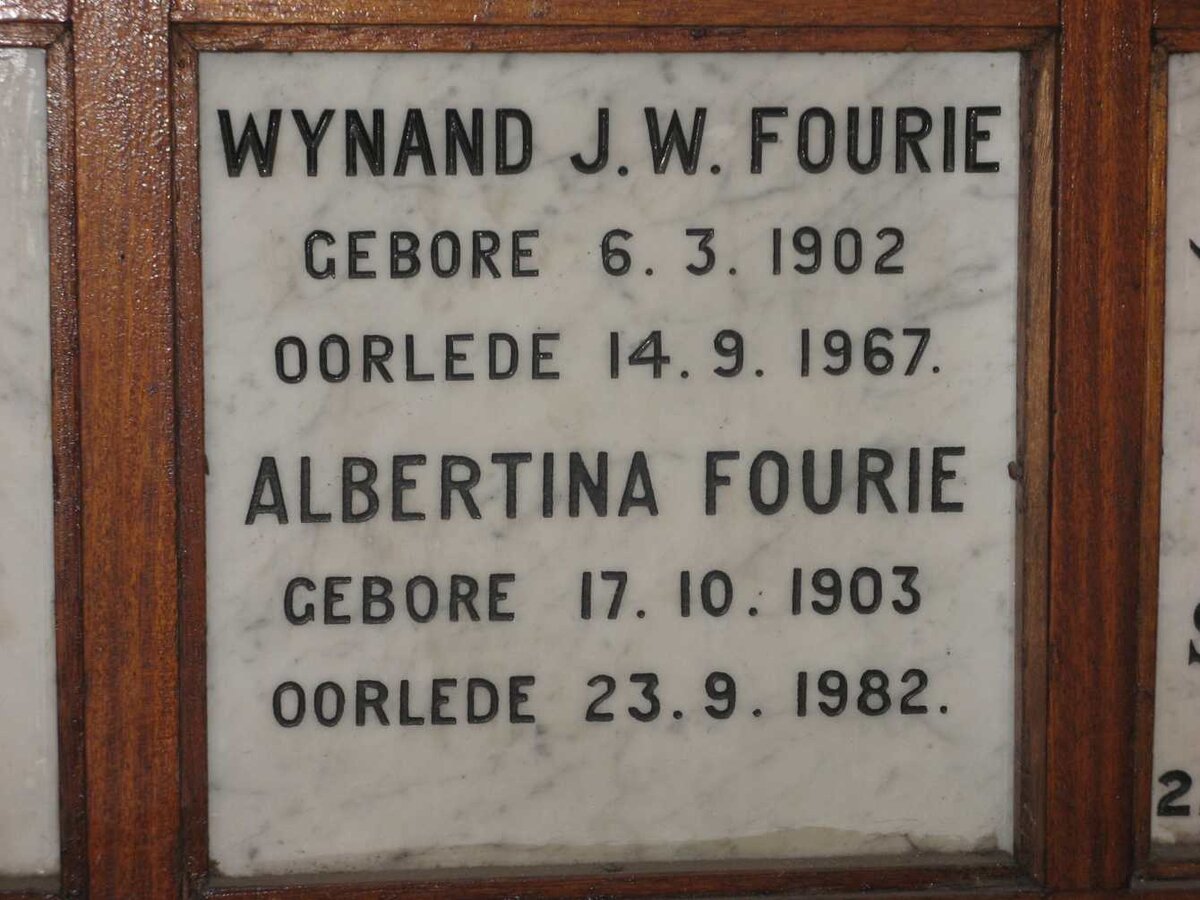 WYNAND J. W. FOURIE
GEBORE 6. 3. 1902
OORLEDE 14. 9. 1967.
ALBERTINA FOURIE
GEBORE 17. 10. 1903
OORLEDE 23. 9. 1982.
2